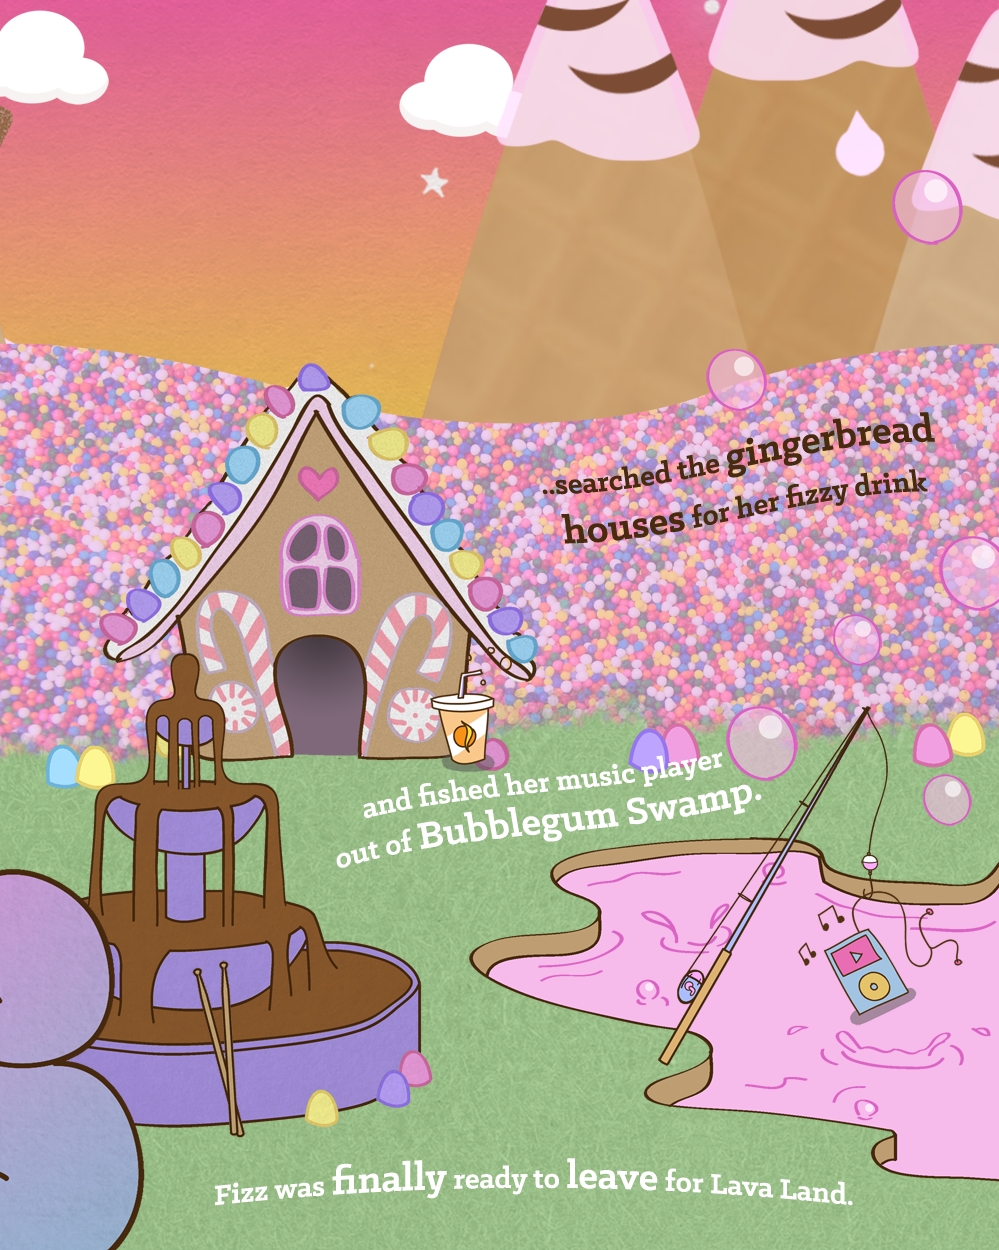 ..searched the gingerbread
houses for her fizzy drink
and fished her music player
out of Bubblegum Swamp.
Fizz was finally ready to leave for Lava Land.